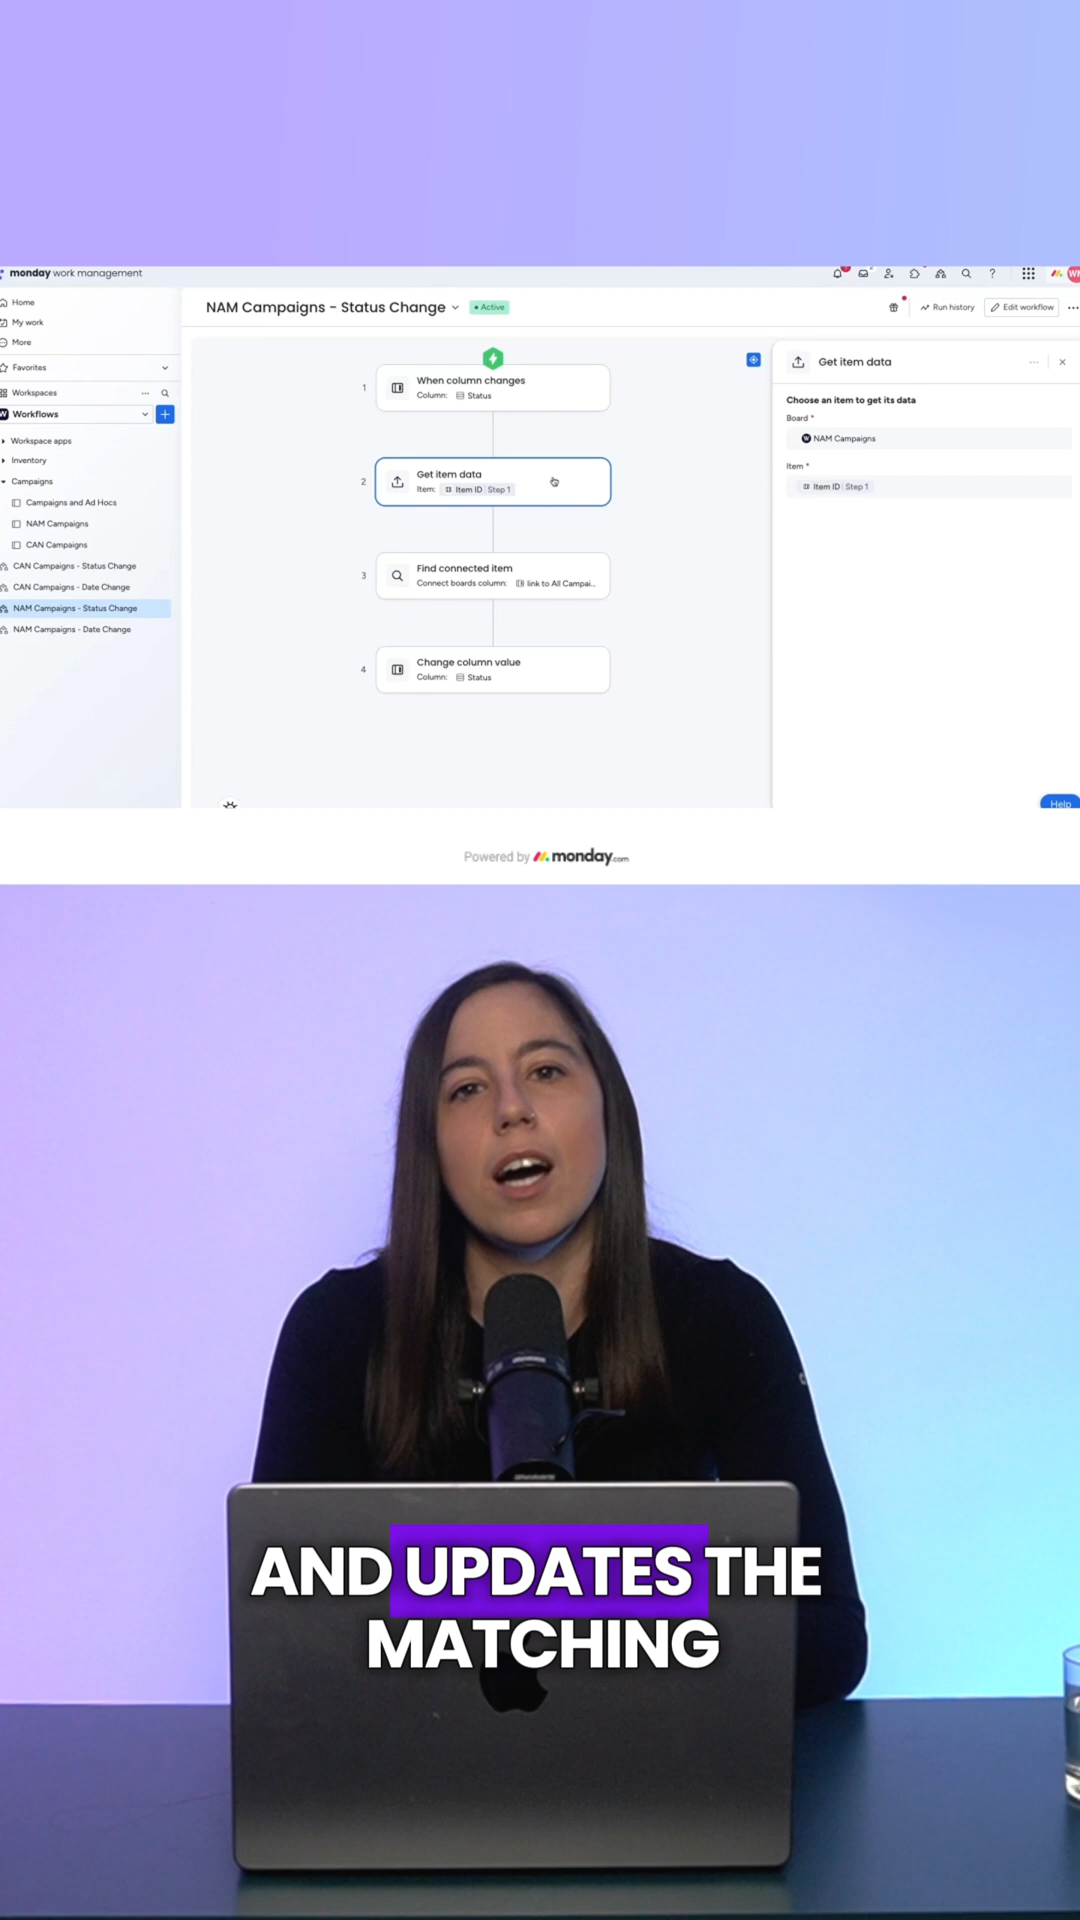 monday work management
Home
My work
More
Favorites
Workspaces
Workflows
Workspace apps
Inventory
Campaigns
Campaigns and Ad Hocs
NAM Campaigns
CAN Campaigns
CAN Campaigns - Status Change
CAN Campaigns - Date Change
NAM Campaigns - Status Change
NAM Campaigns - Date Change
NAM Campaigns - Status Change
Active
Run history
Edit workflow
1
When column changes
Column: Status
2
Get item data
Item: Item ID Step 1
3
Find connected item
Connect boards column: link to All Campai...
4
Change column value
Column: Status
Get item data
Choose an item to get its data
Board *
NAM Campaigns
Item *
Item ID Step 1
Help
Powered by monday.com
AND UPDATES THE
MATCHING